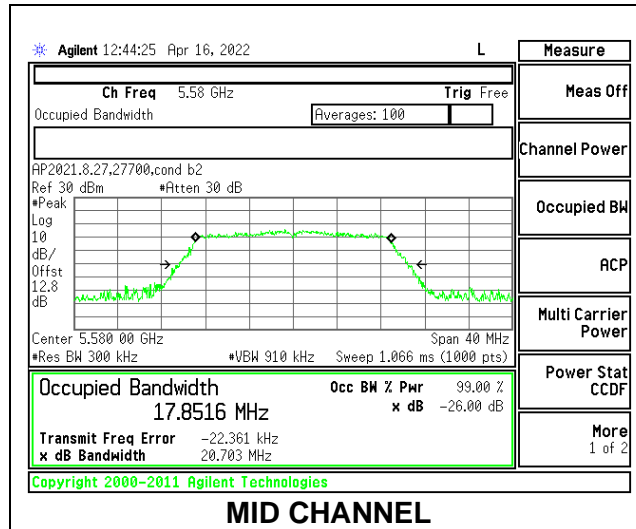 Agilent 12:44:25 Apr 16, 2022 L
Measure
Ch Freq 5.58 GHz Trig Free
Meas Off
Occupied Bandwidth Averages: 100
Channel Power
AP2021.8.27,27700,cond b2
Ref 30 dBm #Atten 30 dB
#Peak
Log
10
dB/
Offst
12.8
dB
Occupied BW
ACP
Center 5.580 00 GHz Span 40 MHz
#Res BW 300 kHz #VBW 910 kHz Sweep 1.066 ms (1000 pts)
Multi Carrier
Power
Occupied Bandwidth Occ BW % Pwr 99.00 %
17.8516 MHz x dB -26.00 dB
Power Stat
CCDF
Transmit Freq Error -22.361 kHz
x dB Bandwidth 20.703 MHz
More
1 of 2
Copyright 2000-2011 Agilent Technologies
MID CHANNEL